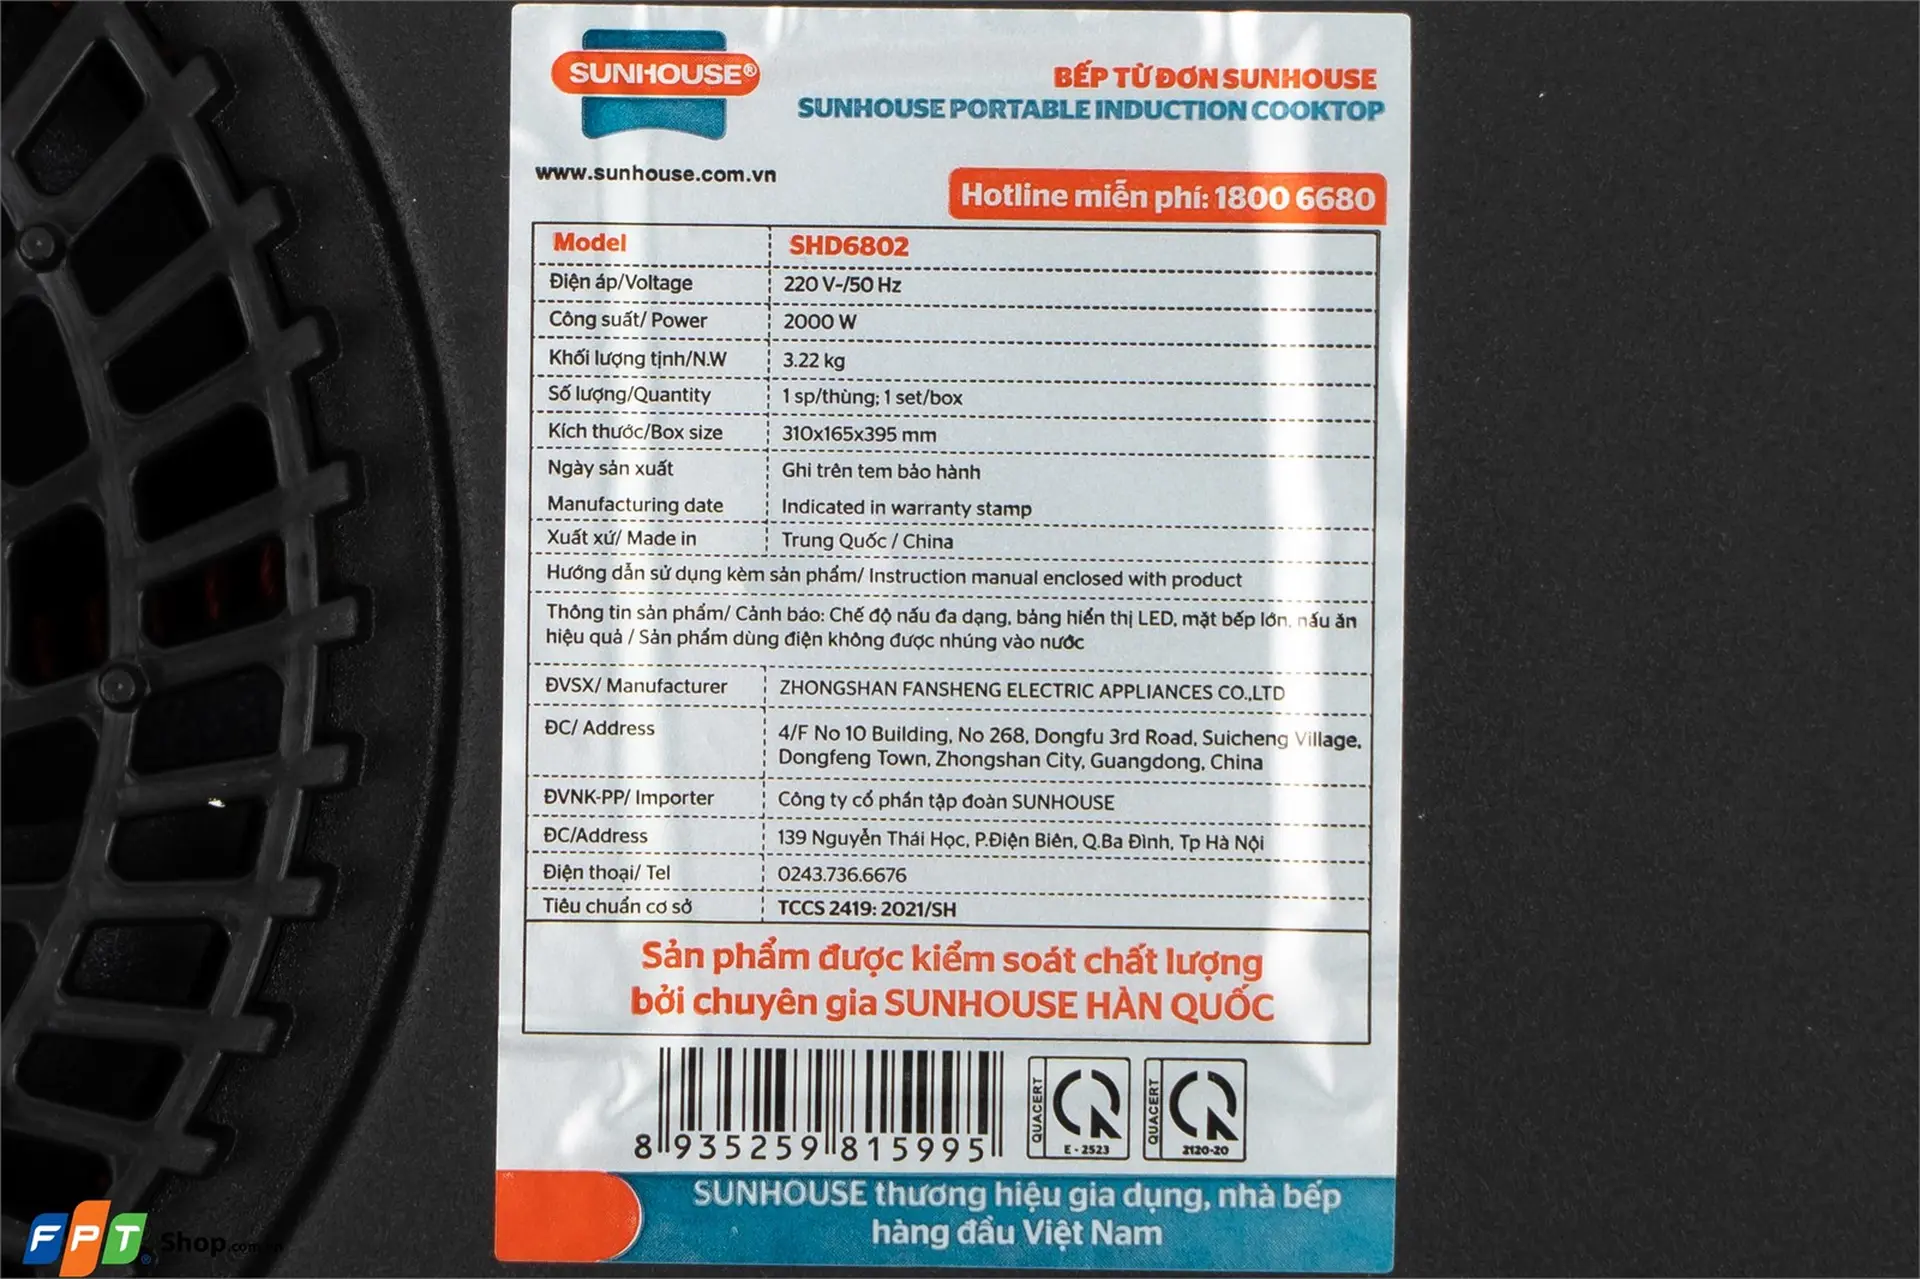 SUNHOUSE®
BẾP TỪ ĐƠN SUNHOUSE
SUNHOUSE PORTABLE INDUCTION COOKTOP
www.sunhouse.com.vn
Hotline miễn phí: 1800 6680
Model SHD6802
Điện áp/Voltage 220 V~/50 Hz
Công suất/ Power 2000 W
Khối lượng tịnh/N.W 3.22 kg
Số lượng/Quantity 1 sp/thùng; 1 set/box
Kích thước/Box size 310x165x395 mm
Ngày sản xuất Ghi trên tem bảo hành
Manufacturing date Indicated in warranty stamp
Xuất xứ/ Made in Trung Quốc / China
Hướng dẫn sử dụng kèm sản phẩm/ Instruction manual enclosed with product
Thông tin sản phẩm/ Cảnh báo: Chế độ nấu đa dạng, bảng hiển thị LED, mặt bếp lớn, nấu ăn
hiệu quả / Sản phẩm dùng điện không được nhúng vào nước
ĐVSX/ Manufacturer ZHONGSHAN FANSHENG ELECTRIC APPLIANCES CO.,LTD
ĐC/ Address 4/F No 10 Building, No 268, Dongfu 3rd Road, Suicheng Village,
Dongfeng Town, Zhongshan City, Guangdong, China
ĐVNK-PP/ Importer Công ty cổ phần tập đoàn SUNHOUSE
ĐC/Address 139 Nguyễn Thái Học, P.Điện Biên, Q.Ba Đình, Tp Hà Nội
Điện thoại/ Tel 0243.736.6676
Tiêu chuẩn cơ sở TCCS 2419: 2021/SH
Sản phẩm được kiểm soát chất lượng
bởi chuyên gia SUNHOUSE HÀN QUỐC
8 935259 815995
QUACERT E - 2523
QUACERT 2120-20
SUNHOUSE thương hiệu gia dụng, nhà bếp
hàng đầu Việt Nam
FPT® Shop.com.vn